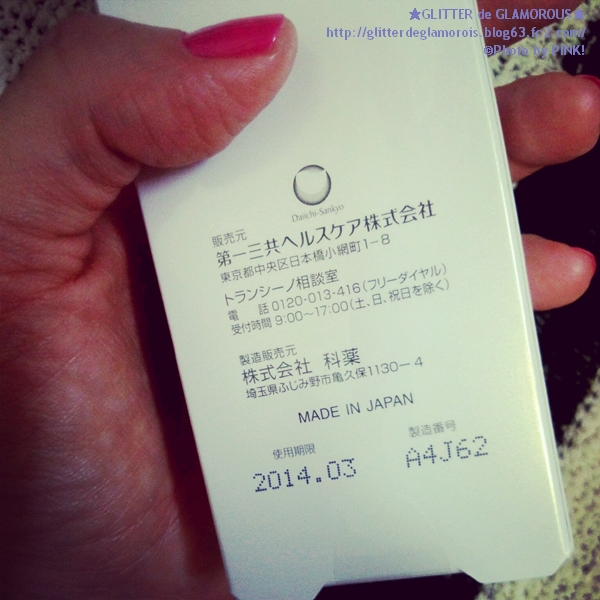 ★GLITTER de GLAMOROUS★
http://glitterdeglamorois.blog63.fc2.com/
©Photo by PINK!
Daiichi-Sankyo
販売元
第一三共ヘルスケア株式会社
東京都中央区日本橋小網町1-8
トランシーノ相談室
電 話 0120-013-416(フリーダイヤル)
受付時間 9:00〜17:00(土、日、祝日を除く)
製造販売元
株式会社 科薬
埼玉県ふじみ野市亀久保1130-4
MADE IN JAPAN
使用期限
2014.03
製造番号
A4J62